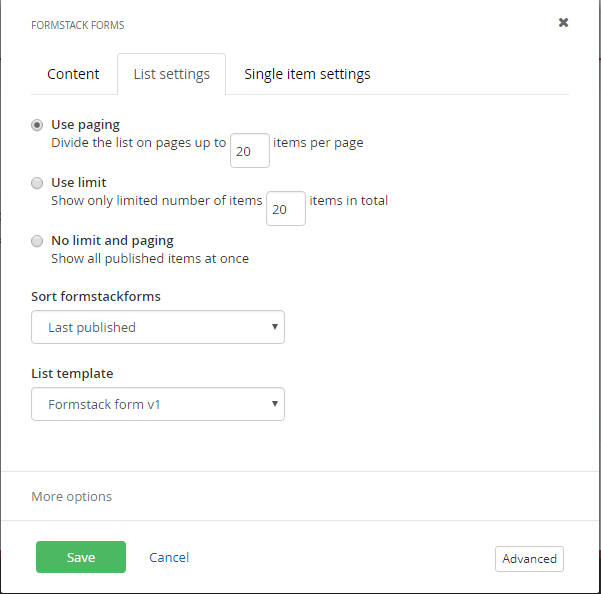 FORMSTACK FORMS
Content List settings Single item settings
Use paging
Divide the list on pages up to 20 items per page
Use limit
Show only limited number of items 20 items in total
No limit and paging
Show all published items at once
Sort formstackforms
Last published
List template
Formstack form v1
More options
Save Cancel Advanced